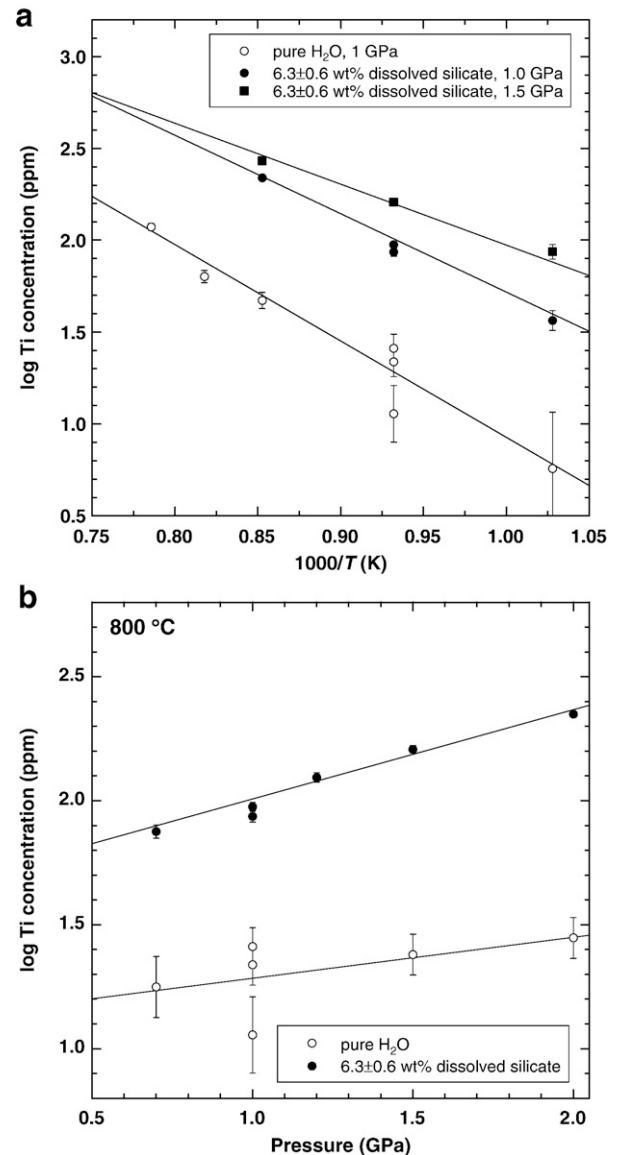 a
3.0
2.5
2.0
1.5
1.0
0.5
log Ti concentration (ppm)
pure H₂O, 1 GPa
6.3±0.6 wt% dissolved silicate, 1.0 GPa
6.3±0.6 wt% dissolved silicate, 1.5 GPa
0.75 0.80 0.85 0.90 0.95 1.00 1.05
1000/T (K)
b
800 °C
2.5
2.0
1.5
1.0
log Ti concentration (ppm)
pure H₂O
6.3±0.6 wt% dissolved silicate
0.5 1.0 1.5 2.0
Pressure (GPa)